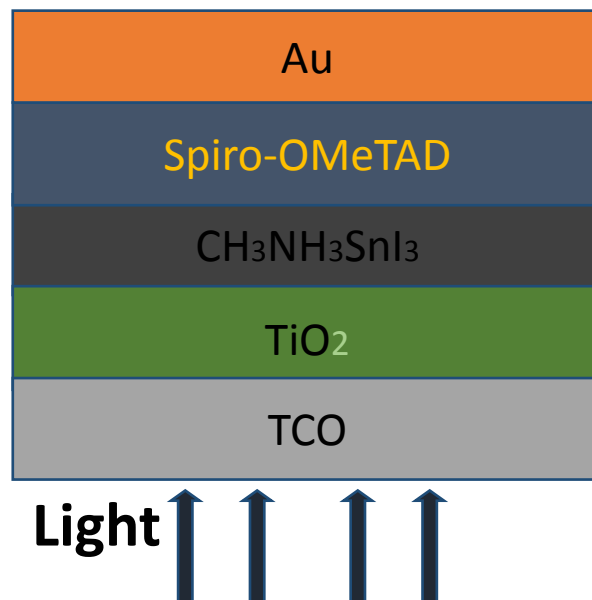 Au
Spiro-OMeTAD
CH₃NH₃SnI₃
TiO₂
TCO
Light